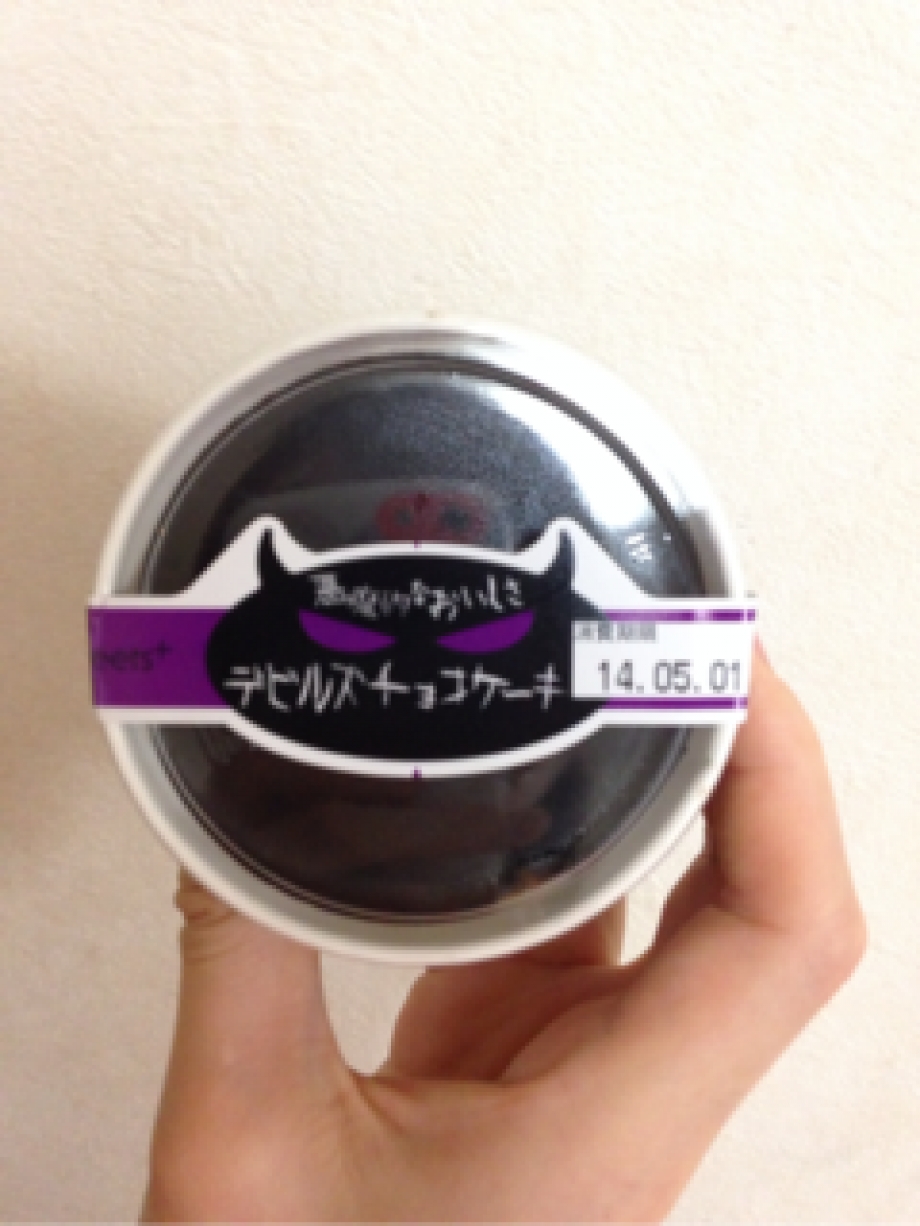 悪魔的なおいしさ
デビルズチョコケーキ
消費期限
14.05.01
eets+